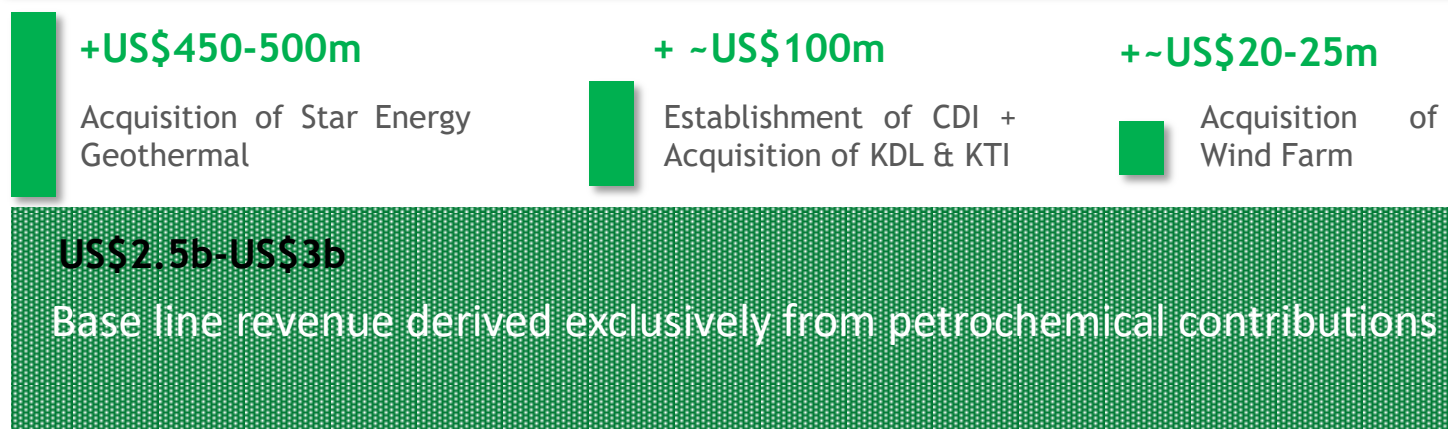 +US$450-500m
Acquisition of Star Energy
Geothermal
+ ~US$100m
Establishment of CDI +
Acquisition of KDL & KTI
+~US$20-25m
Acquisition of
Wind Farm
US$2.5b-US$3b
Base line revenue derived exclusively from petrochemical contributions